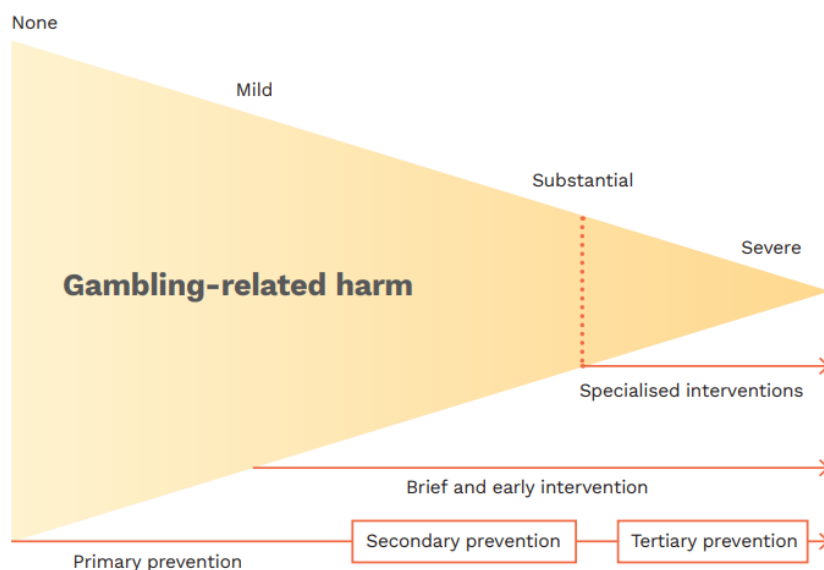 None
Mild
Substantial
Severe
Gambling-related harm
Specialised interventions
Brief and early intervention
Secondary prevention
Tertiary prevention
Primary prevention